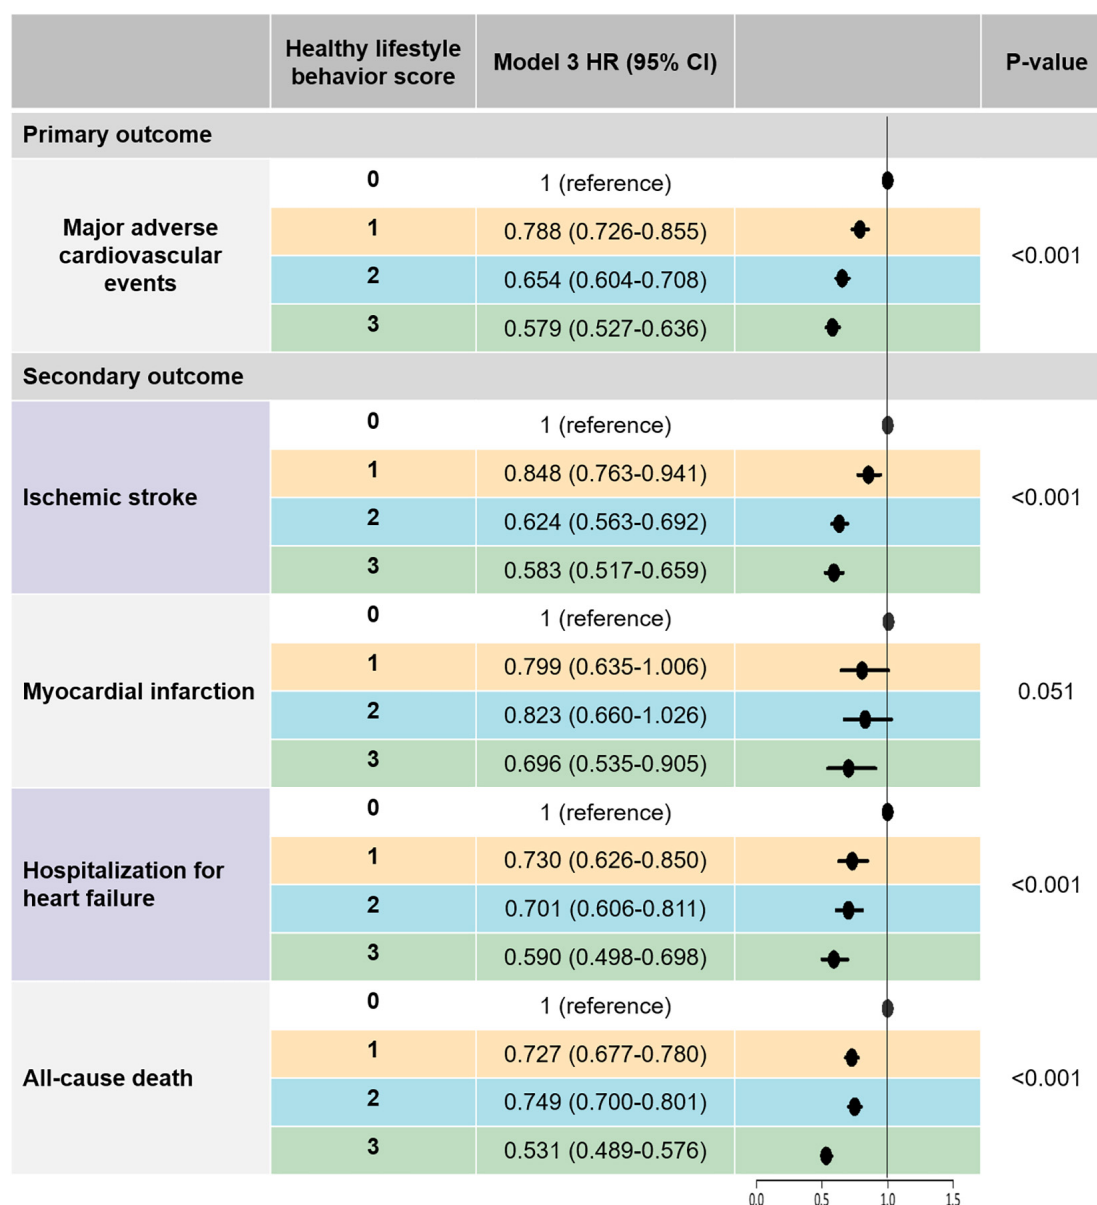 Healthy lifestyle
behavior score
Model 3 HR (95% CI)
P-value
Primary outcome
Major adverse
cardiovascular
events
0
1 (reference)
1
0.788 (0.726-0.855)
2
0.654 (0.604-0.708)
3
0.579 (0.527-0.636)
<0.001
Secondary outcome
Ischemic stroke
0
1 (reference)
1
0.848 (0.763-0.941)
2
0.624 (0.563-0.692)
3
0.583 (0.517-0.659)
<0.001
Myocardial infarction
0
1 (reference)
1
0.799 (0.635-1.006)
2
0.823 (0.660-1.026)
3
0.696 (0.535-0.905)
0.051
Hospitalization for
heart failure
0
1 (reference)
1
0.730 (0.626-0.850)
2
0.701 (0.606-0.811)
3
0.590 (0.498-0.698)
<0.001
All-cause death
0
1 (reference)
1
0.727 (0.677-0.780)
2
0.749 (0.700-0.801)
3
0.531 (0.489-0.576)
<0.001
0.0 0.5 1.0 1.5